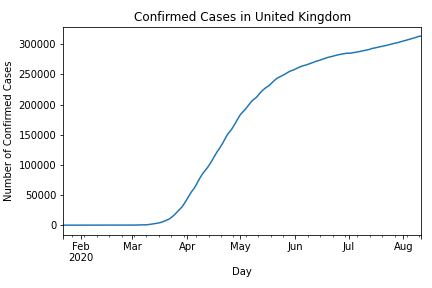 Confirmed Cases in United Kingdom
Number of Confirmed Cases
300000
250000
200000
150000
100000
50000
0
Feb Mar Apr May Jun Jul Aug
2020
Day